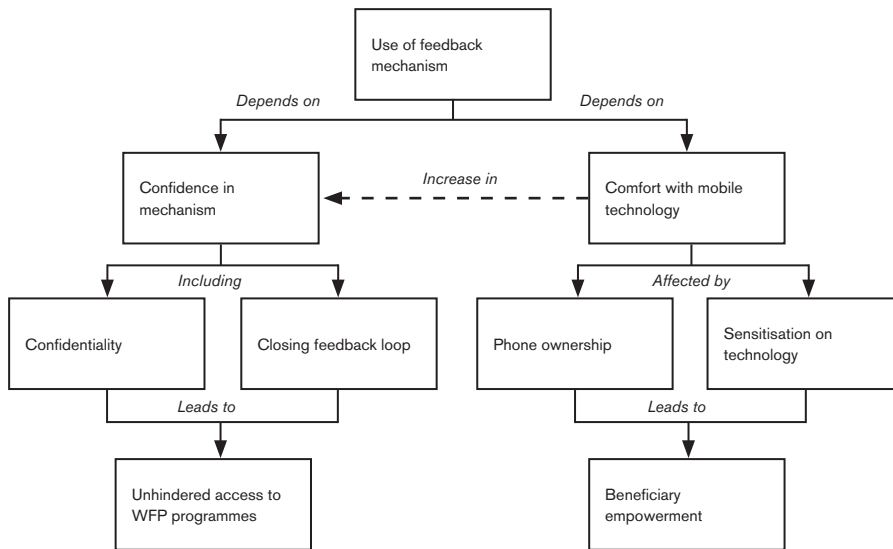 Use of feedback
mechanism
Depends on
Depends on
Confidence in
mechanism
Increase in
Comfort with mobile
technology
Including
Affected by
Confidentiality
Closing feedback loop
Phone ownership
Sensitisation on
technology
Leads to
Leads to
Unhindered access to
WFP programmes
Beneficiary
empowerment